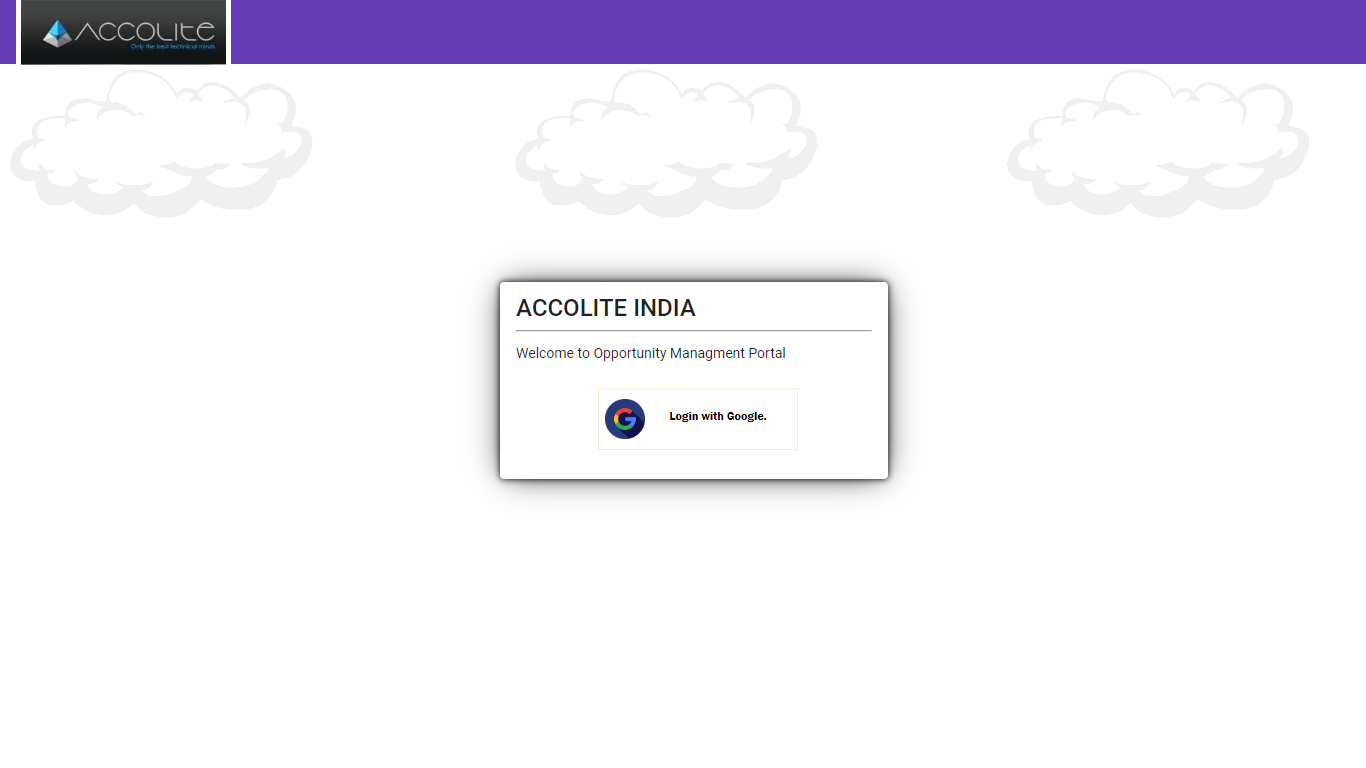 ACCOLITE
Only the best technical minds
ACCOLITE INDIA
Welcome to Opportunity Managment Portal
Login with Google.